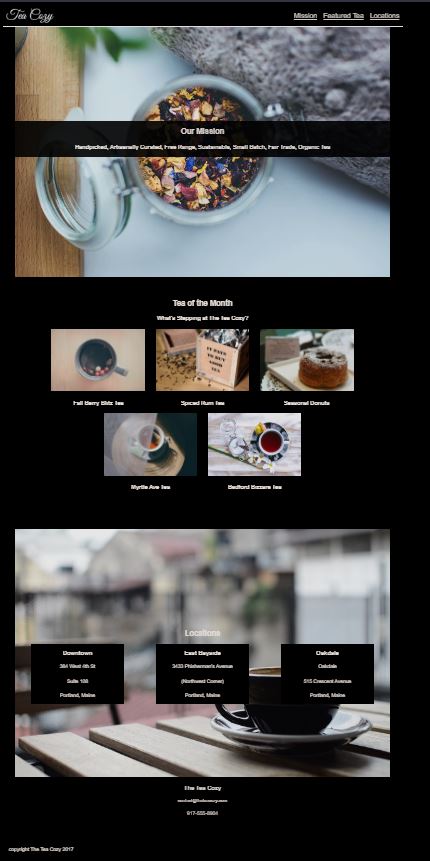 Tea Cozy
Mission Featured Tea Locations
Our Mission
Handpicked, Artisanally Curated, Free Range, Sustainable, Small Batch, Fair Trade, Organic Tea
Tea of the Month
What's Steeping at The Tea Cozy?
IT PAYS
TO BUY
GOOD
TEA
Fall Berry Blitz Tea
Spiced Rum Tea
Seasonal Donuts
Myrtle Ave Tea
Bedford Bizarre Tea
Locations
Downtown
384 West 4th St
Suite 108
Portland, Maine
East Bayside
3433 Phisherman's Avenue
(Northwest Corner)
Portland, Maine
Oakdale
Oakdale
515 Crescent Avenue
Portland, Maine
The Tea Cozy
917-555-8904
copyright The Tea Cozy 2017